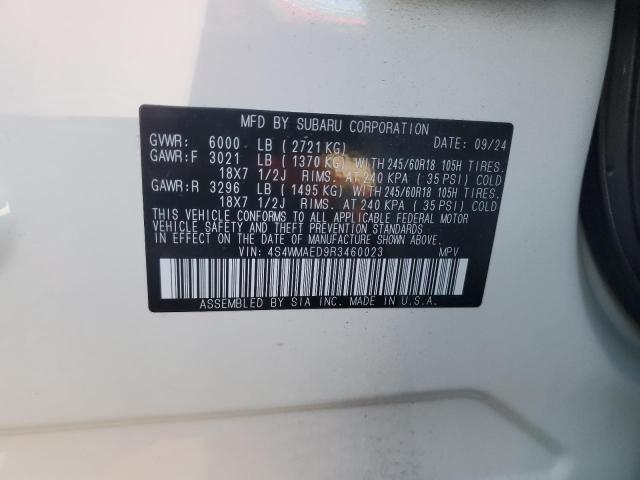 MFD BY SUBARU CORPORATION
GVWR: 6000 LB ( 2721 KG) DATE: 09/24
GAWR:F 3021 LB ( 1370 KG) WITH 245/60R18 105H TIRES.
18X7 1/2J RIMS. AT 240 KPA ( 35 PSI) COLD
GAWR:R 3296 LB ( 1495 KG) WITH 245/60R18 105H TIRES.
18X7 1/2J RIMS. AT 240 KPA ( 35 PSI) COLD
THIS VEHICLE CONFORMS TO ALL APPLICABLE FEDERAL MOTOR
VEHICLE SAFETY AND THEFT PREVENTION STANDARDS
IN EFFECT ON THE DATE OF MANUFACTURE SHOWN ABOVE.
VIN: 4S4WMAED9R3460023 MPV
ASSEMBLED BY SIA INC. MADE IN U.S.A.